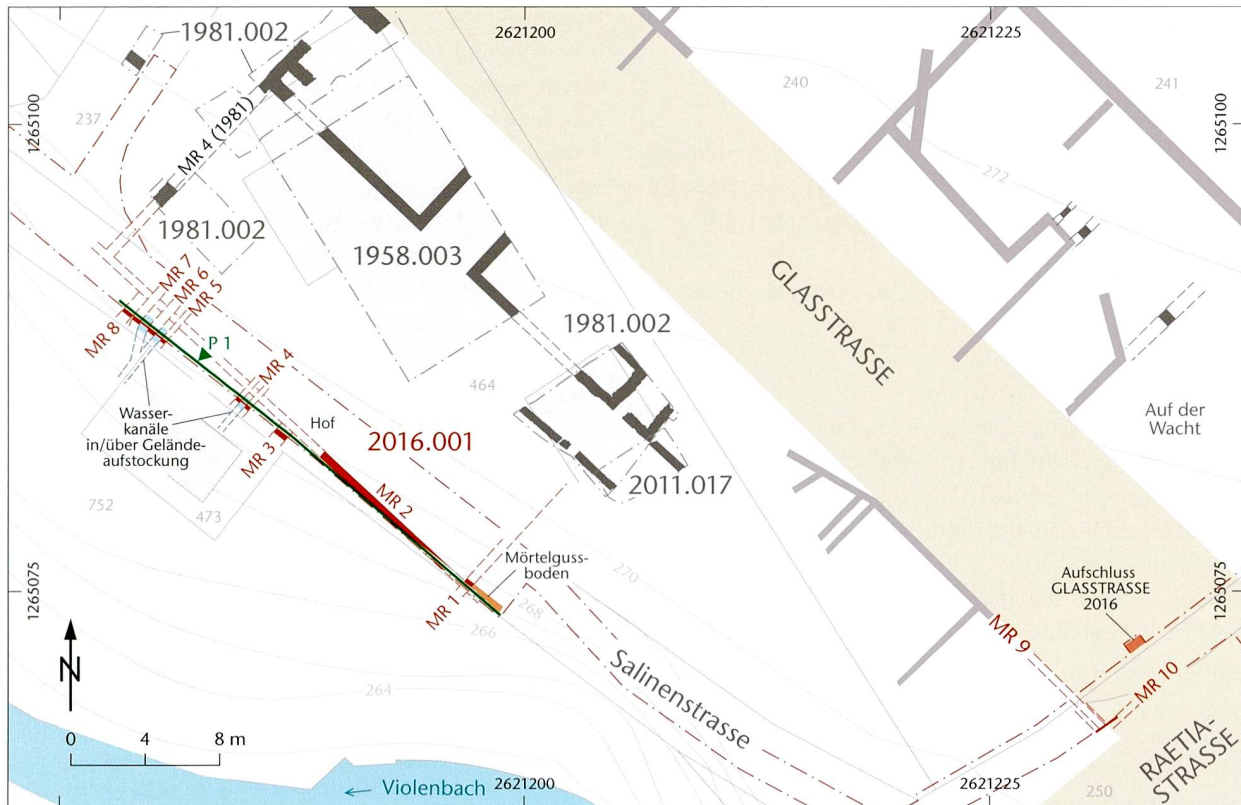 2621200
2621225
1981.002
240
241
1265100
1265100
237
MR 4 (1981)
272
1981.002
1958.003
GLASSTRASSE
MR 7
MR 6
MR 5
MR 8
P 1
1981.002
MR 4
464
Auf der
Wacht
Wasser-
kanäle
in/über Gelände-
aufstockung
Hof
2016.001
MR 3
2011.017
MR 2
752
473
Mörtelguss-
boden
270
268
266
MR 1
1265075
1265075
Aufschluss
GLASSTRASSE
2016
MR 9
MR 10
N
264
Salinenstrasse
RAETIA-
STRASSE
0 4 8 m
Violenbach
2621200
2621225
250